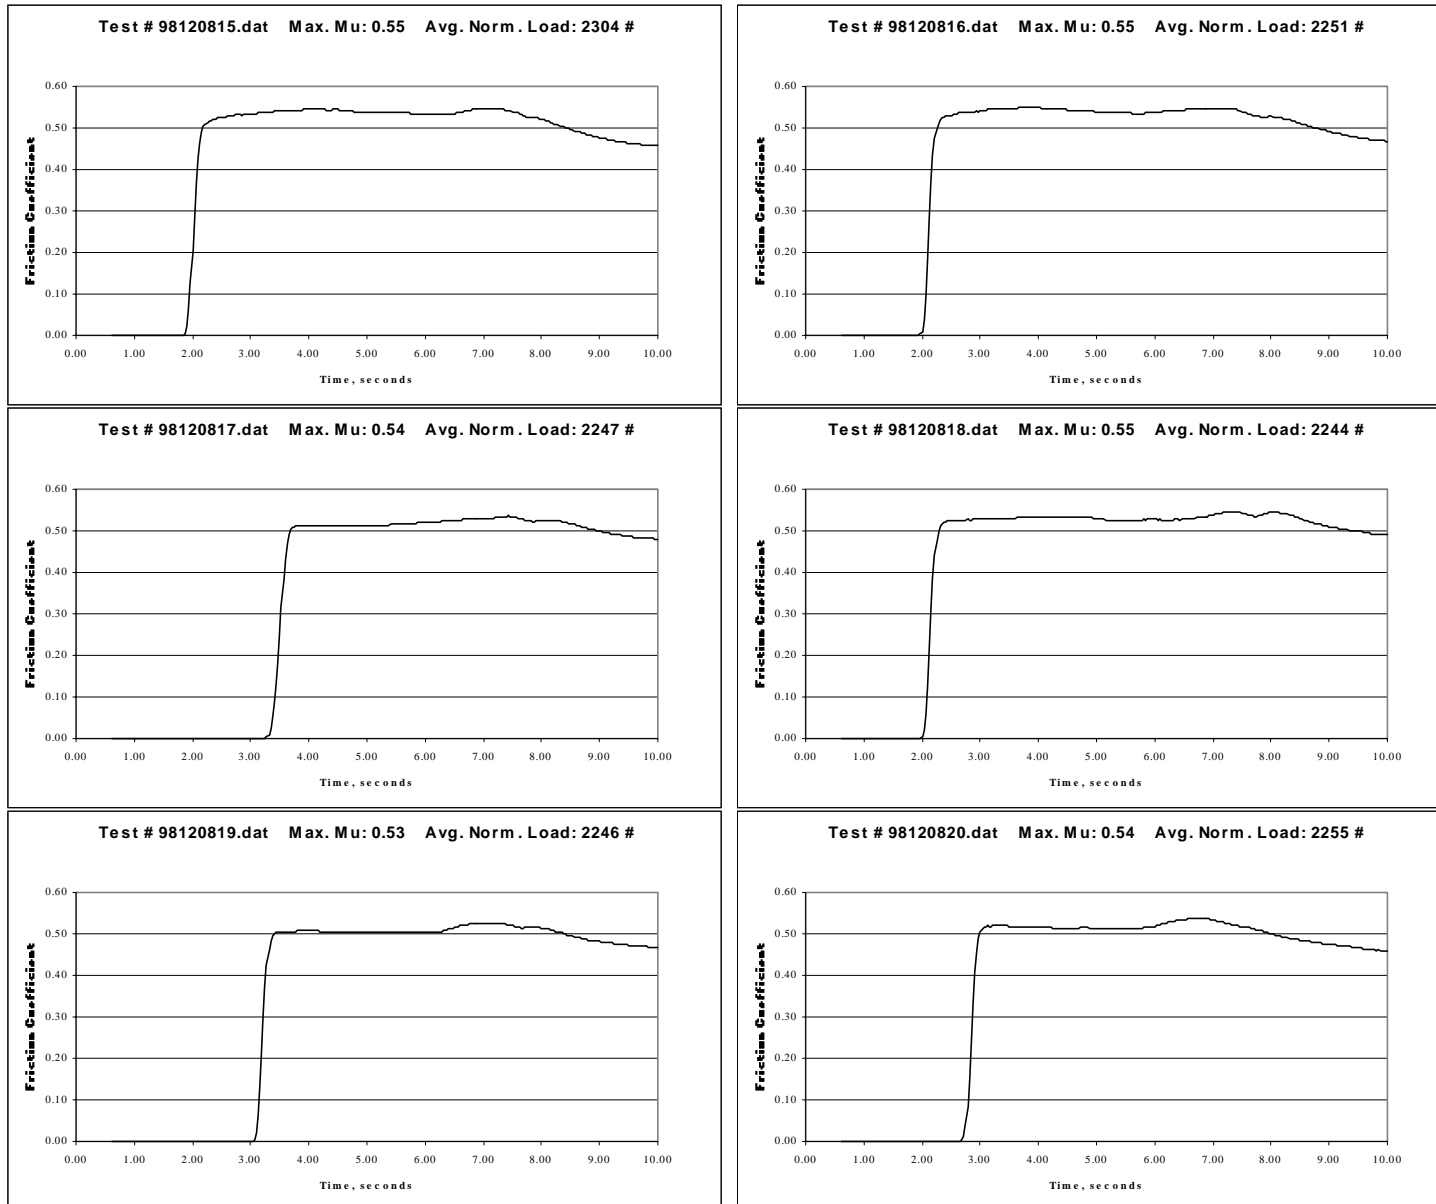 Test # 98120815.dat Max. Mu: 0.55 Avg. Norm. Load: 2304 #
0.60
0.50
0.40
0.30
0.20
0.10
0.00
Friction Coefficient
0.00 1.00 2.00 3.00 4.00 5.00 6.00 7.00 8.00 9.00 10.00
Time, seconds
Test # 98120816.dat Max. Mu: 0.55 Avg. Norm. Load: 2251 #
0.60
0.50
0.40
0.30
0.20
0.10
0.00
Friction Coefficient
0.00 1.00 2.00 3.00 4.00 5.00 6.00 7.00 8.00 9.00 10.00
Time, seconds
Test # 98120817.dat Max. Mu: 0.54 Avg. Norm. Load: 2247 #
0.60
0.50
0.40
0.30
0.20
0.10
0.00
Friction Coefficient
0.00 1.00 2.00 3.00 4.00 5.00 6.00 7.00 8.00 9.00 10.00
Time, seconds
Test # 98120818.dat Max. Mu: 0.55 Avg. Norm. Load: 2244 #
0.60
0.50
0.40
0.30
0.20
0.10
0.00
Friction Coefficient
0.00 1.00 2.00 3.00 4.00 5.00 6.00 7.00 8.00 9.00 10.00
Time, seconds
Test # 98120819.dat Max. Mu: 0.53 Avg. Norm. Load: 2246 #
0.60
0.50
0.40
0.30
0.20
0.10
0.00
Friction Coefficient
0.00 1.00 2.00 3.00 4.00 5.00 6.00 7.00 8.00 9.00 10.00
Time, seconds
Test # 98120820.dat Max. Mu: 0.54 Avg. Norm. Load: 2255 #
0.60
0.50
0.40
0.30
0.20
0.10
0.00
Friction Coefficient
0.00 1.00 2.00 3.00 4.00 5.00 6.00 7.00 8.00 9.00 10.00
Time, seconds